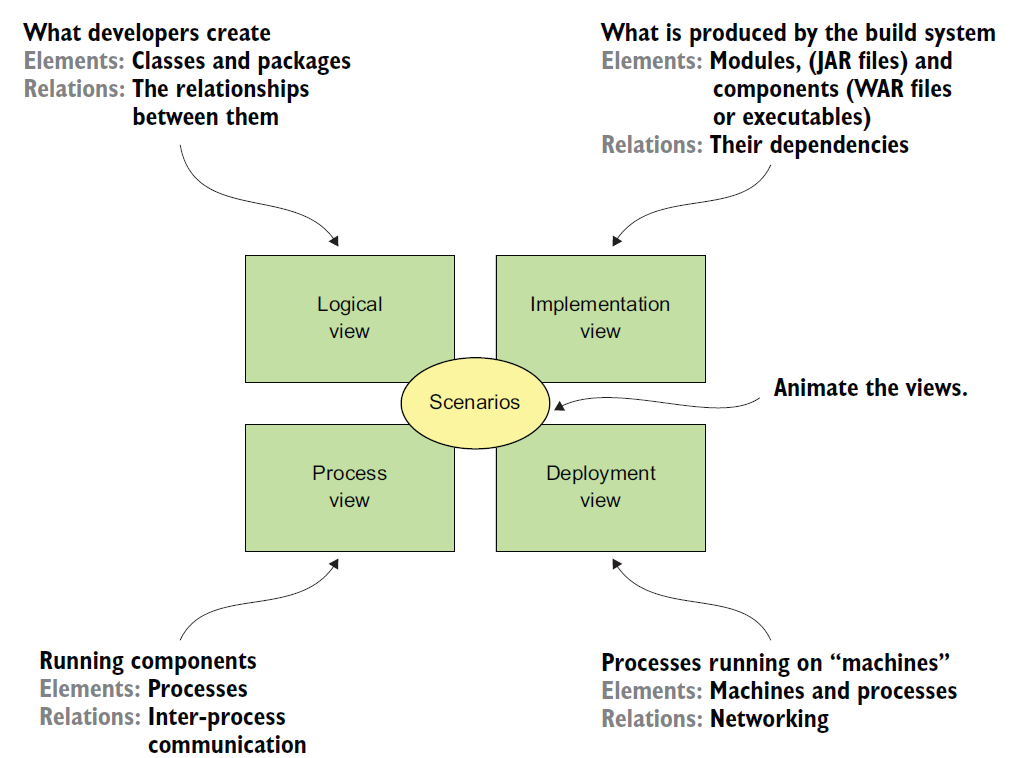 What developers create
Elements: Classes and packages
Relations: The relationships
between them
What is produced by the build system
Elements: Modules, (JAR files) and
components (WAR files
or executables)
Relations: Their dependencies
Logical
view
Implementation
view
Scenarios
Animate the views.
Process
view
Deployment
view
Running components
Elements: Processes
Relations: Inter-process
communication
Processes running on “machines”
Elements: Machines and processes
Relations: Networking